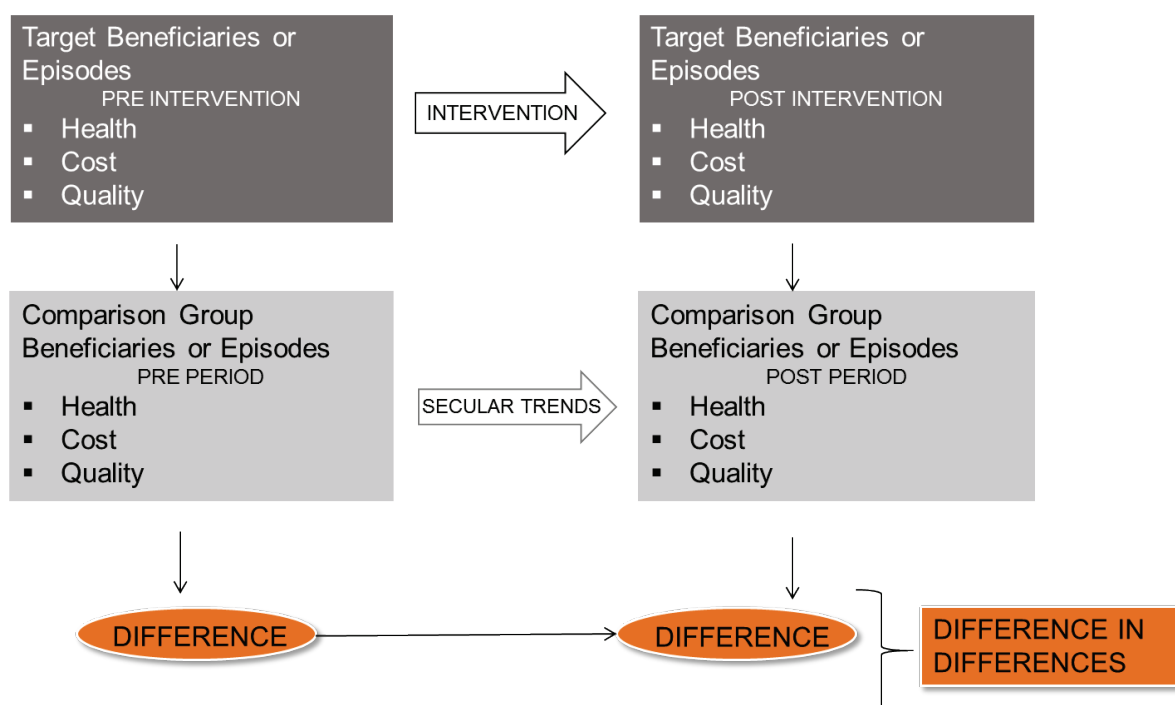 Target Beneficiaries or
Episodes
PRE INTERVENTION
▪ Health
▪ Cost
▪ Quality
INTERVENTION
Target Beneficiaries or
Episodes
POST INTERVENTION
▪ Health
▪ Cost
▪ Quality
Comparison Group
Beneficiaries or Episodes
PRE PERIOD
▪ Health
▪ Cost
▪ Quality
SECULAR TRENDS
Comparison Group
Beneficiaries or Episodes
POST PERIOD
▪ Health
▪ Cost
▪ Quality
DIFFERENCE
DIFFERENCE
DIFFERENCE IN
DIFFERENCES